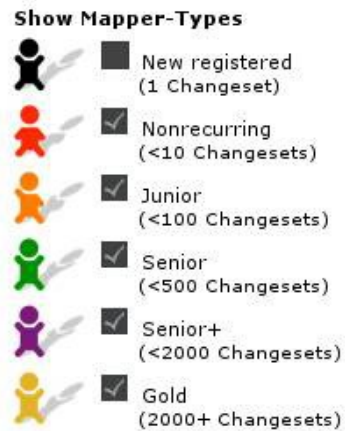 Show Mapper-Types
New registered
(1 Changeset)
Nonrecurring
(<10 Changesets)
Junior
(<100 Changesets)
Senior
(<500 Changesets)
Senior+
(<2000 Changesets)
Gold
(2000+ Changesets)